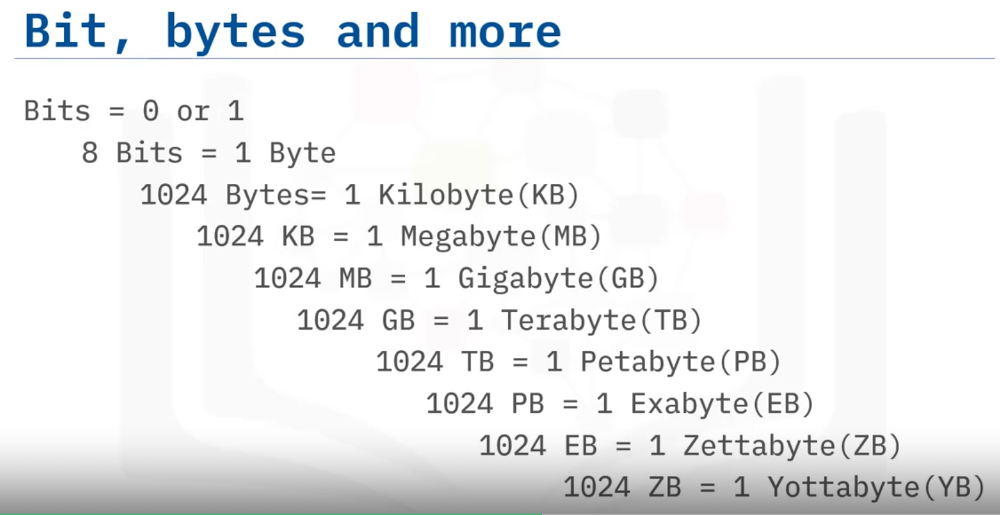 Bit, bytes and more
Bits = 0 or 1
8 Bits = 1 Byte
1024 Bytes= 1 Kilobyte(KB)
1024 KB = 1 Megabyte(MB)
1024 MB = 1 Gigabyte(GB)
1024 GB = 1 Terabyte(TB)
1024 TB = 1 Petabyte(PB)
1024 PB = 1 Exabyte(EB)
1024 EB = 1 Zettabyte(ZB)
1024 ZB = 1 Yottabyte(YB)